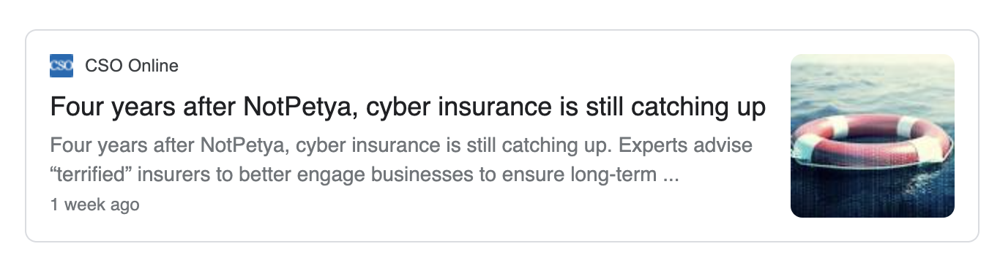 CSO CSO Online
Four years after NotPetya, cyber insurance is still catching up
Four years after NotPetya, cyber insurance is still catching up. Experts advise
“terrified” insurers to better engage businesses to ensure long-term ...
1 week ago